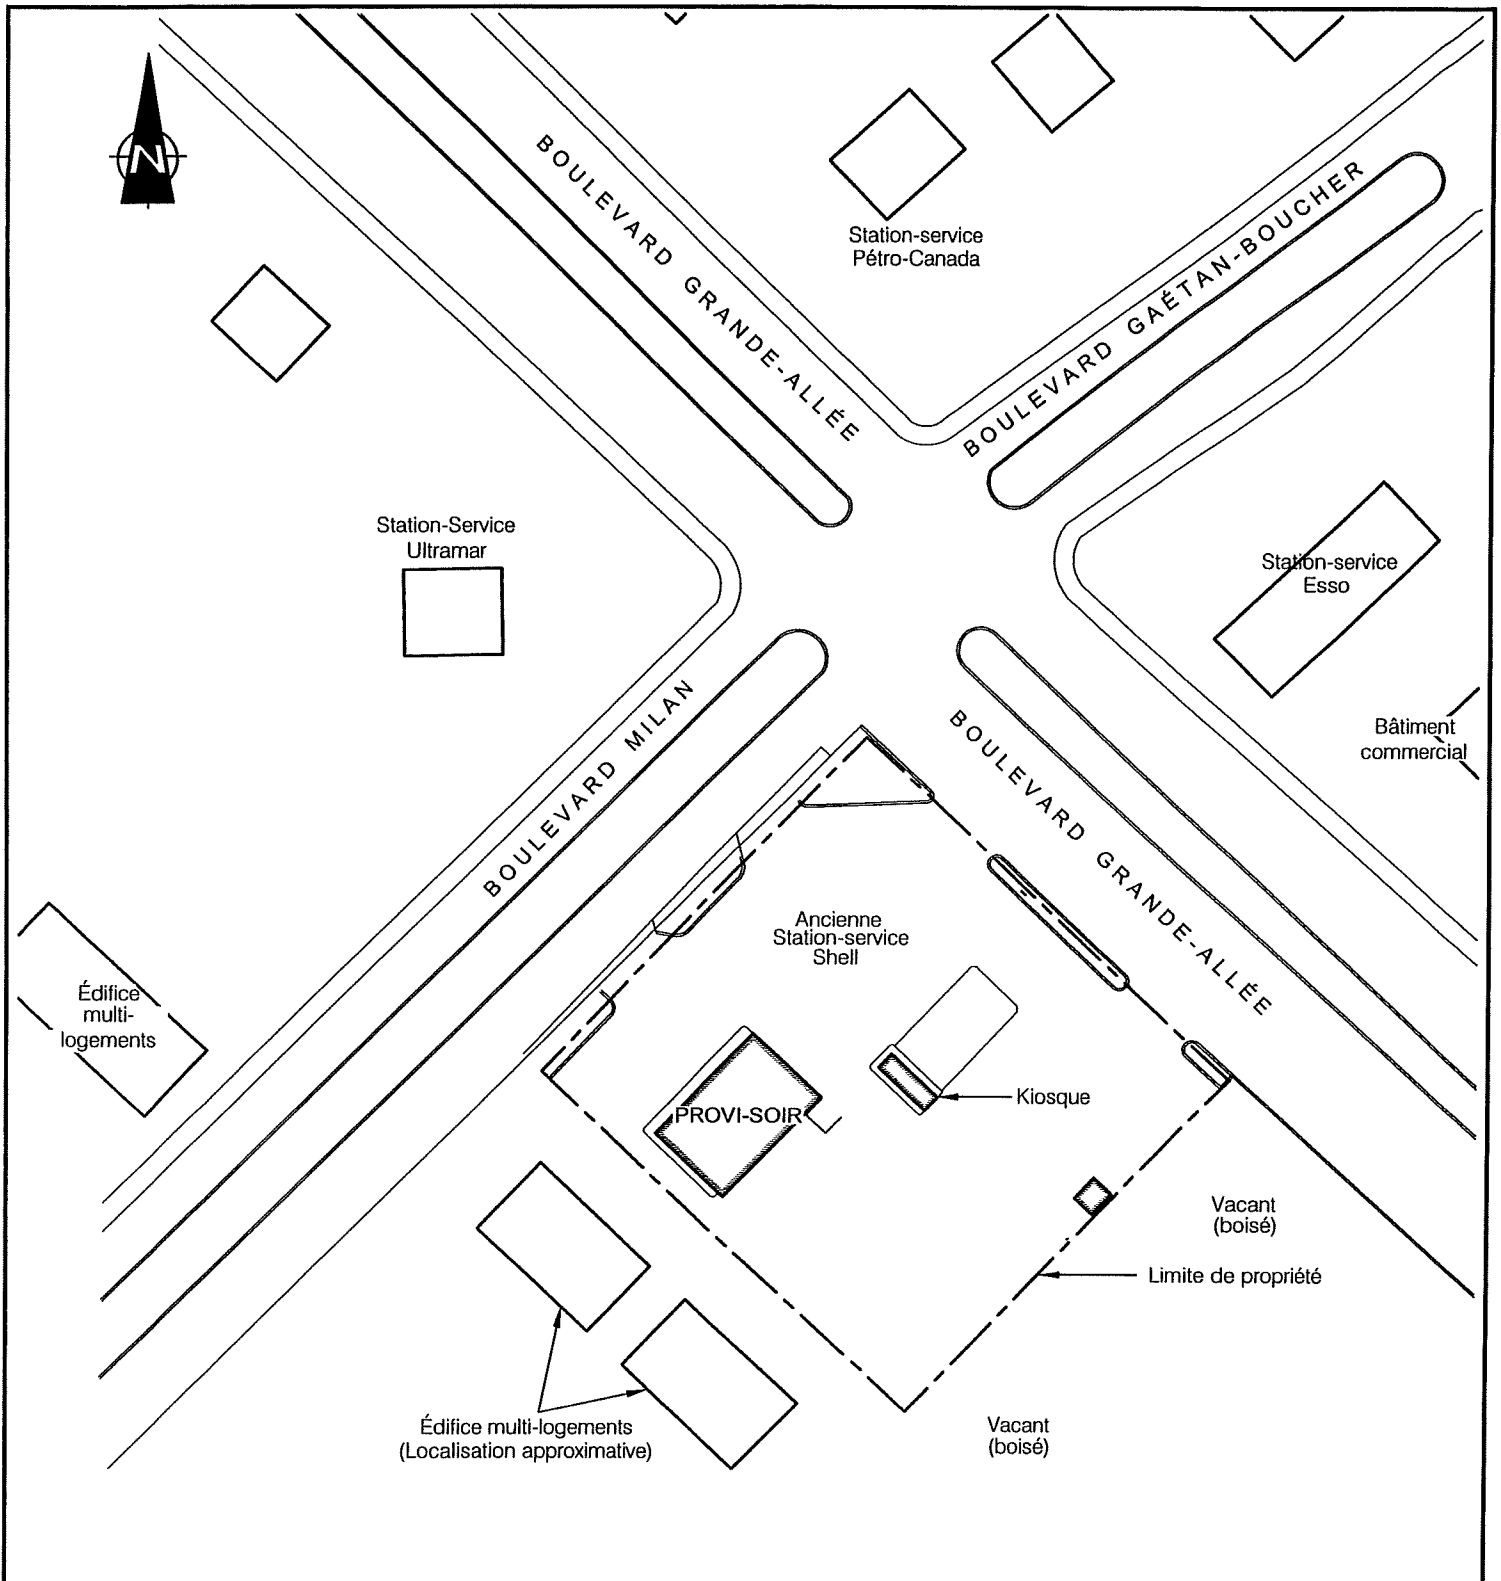 N
BOULEVARD GRANDE-ALLÉE
Station-service
Pétro-Canada
BOULEVARD GAÉTAN-BOUCHER
Station-Service
Ultramar
Station-service
Esso
BOULEVARD MILAN
Bâtiment
commercial
BOULEVARD GRANDE-ALLÉE
Ancienne
Station-service
Shell
Édifice
multi-
logements
Kiosque
PROVI-SOIR
Vacant
(boisé)
Limite de propriété
Édifice multi-logements
(Localisation approximative)
Vacant
(boisé)